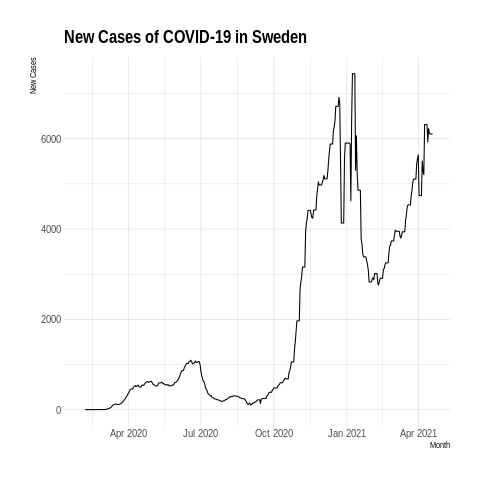 New Cases of COVID-19 in Sweden
New Cases
6000
4000
2000
0
Apr 2020 Jul 2020 Oct 2020 Jan 2021 Apr 2021
Month